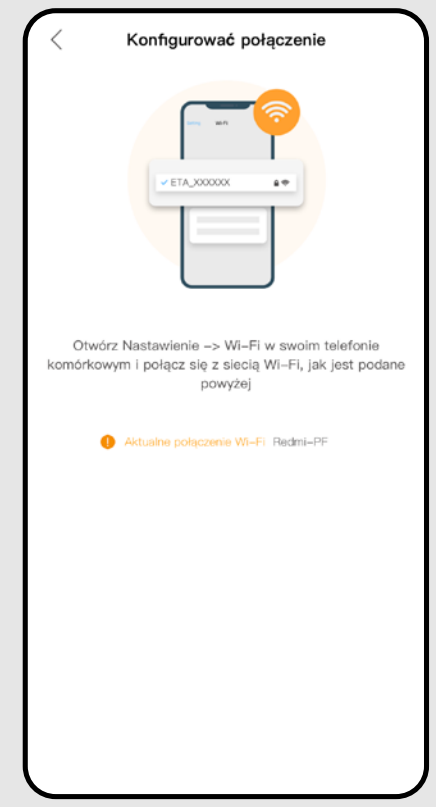 Konfigurować połączenie
Wi-Fi
ETA_XXXXXX
Otwórz Nastawienie –> Wi–Fi w swoim telefonie
komórkowym i połącz się z siecią Wi–Fi, jak jest podane
powyżej
Aktualne połączenie Wi–Fi Redmi–PF